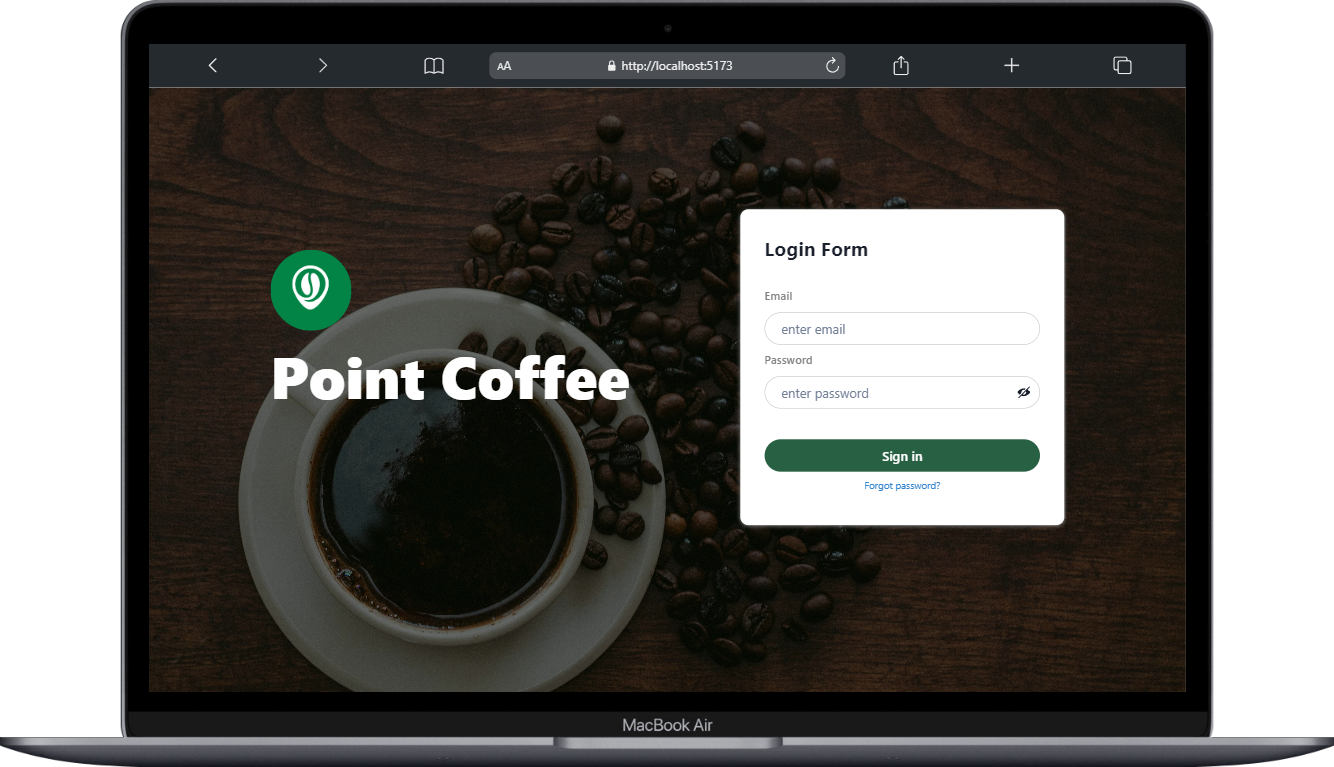 AA
http://localhost:5173
Point Coffee
Login Form
Email
enter email
Password
enter password
Sign in
Forgot password?
MacBook Air